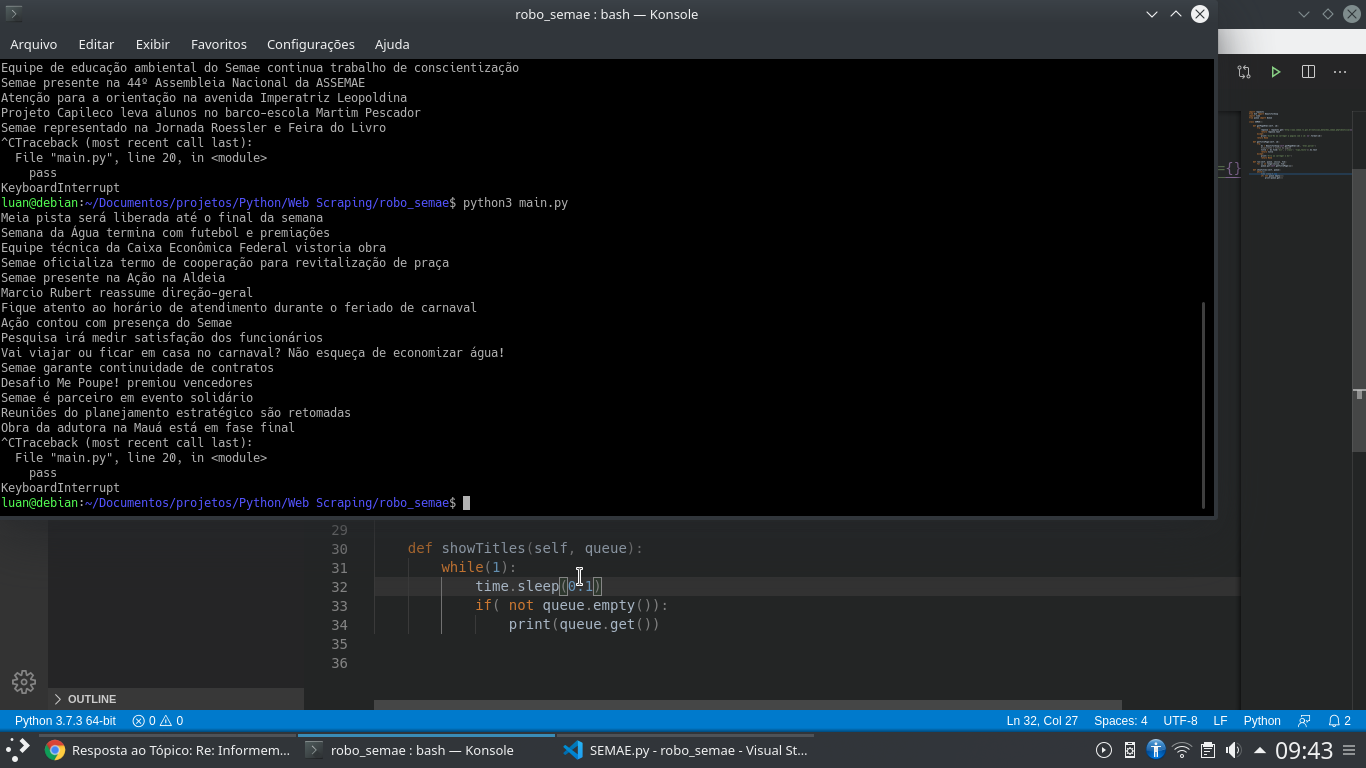 robo_semae : bash — Konsole
Arquivo Editar Exibir Favoritos Configurações Ajuda
Equipe de educação ambiental do Semae continua trabalho de conscientização
Semae presente na 44º Assembleia Nacional da ASSEMAE
Atenção para a orientação na avenida Imperatriz Leopoldina
Projeto Capileco leva alunos no barco-escola Martim Pescador
Semae representado na Jornada Roessler e Feira do Livro
^CTraceback (most recent call last):
  File "main.py", line 20, in <module>
    pass
KeyboardInterrupt
luan@debian:~/Documentos/projetos/Python/Web Scraping/robo_semae$ python3 main.py
Meia pista será liberada até o final da semana
Semana da Água termina com futebol e premiações
Equipe técnica da Caixa Econômica Federal vistoria obra
Semae oficializa termo de cooperação para revitalização de praça
Semae presente na Ação na Aldeia
Marcio Rubert reassume direção-geral
Fique atento ao horário de atendimento durante o feriado de carnaval
Ação contou com presença do Semae
Pesquisa irá medir satisfação dos funcionários
Vai viajar ou ficar em casa no carnaval? Não esqueça de economizar água!
Semae garante continuidade de contratos
Desafio Me Poupe! premiou vencedores
Semae é parceiro em evento solidário
Reuniões do planejamento estratégico são retomadas
Obra da adutora na Mauá está em fase final
^CTraceback (most recent call last):
  File "main.py", line 20, in <module>
    pass
KeyboardInterrupt
luan@debian:~/Documentos/projetos/Python/Web Scraping/robo_semae$
={}
29
30 def showTitles(self, queue):
31 while(1):
32 time.sleep(0.1)
33 if( not queue.empty()):
34 print(queue.get())
35
36
OUTLINE
Python 3.7.3 64-bit 0 0 Ln 32, Col 27 Spaces: 4 UTF-8 LF Python 2
Resposta ao Tópico: Re: Informem... robo_semae : bash — Konsole SEMAE.py - robo_semae - Visual St... 09:43